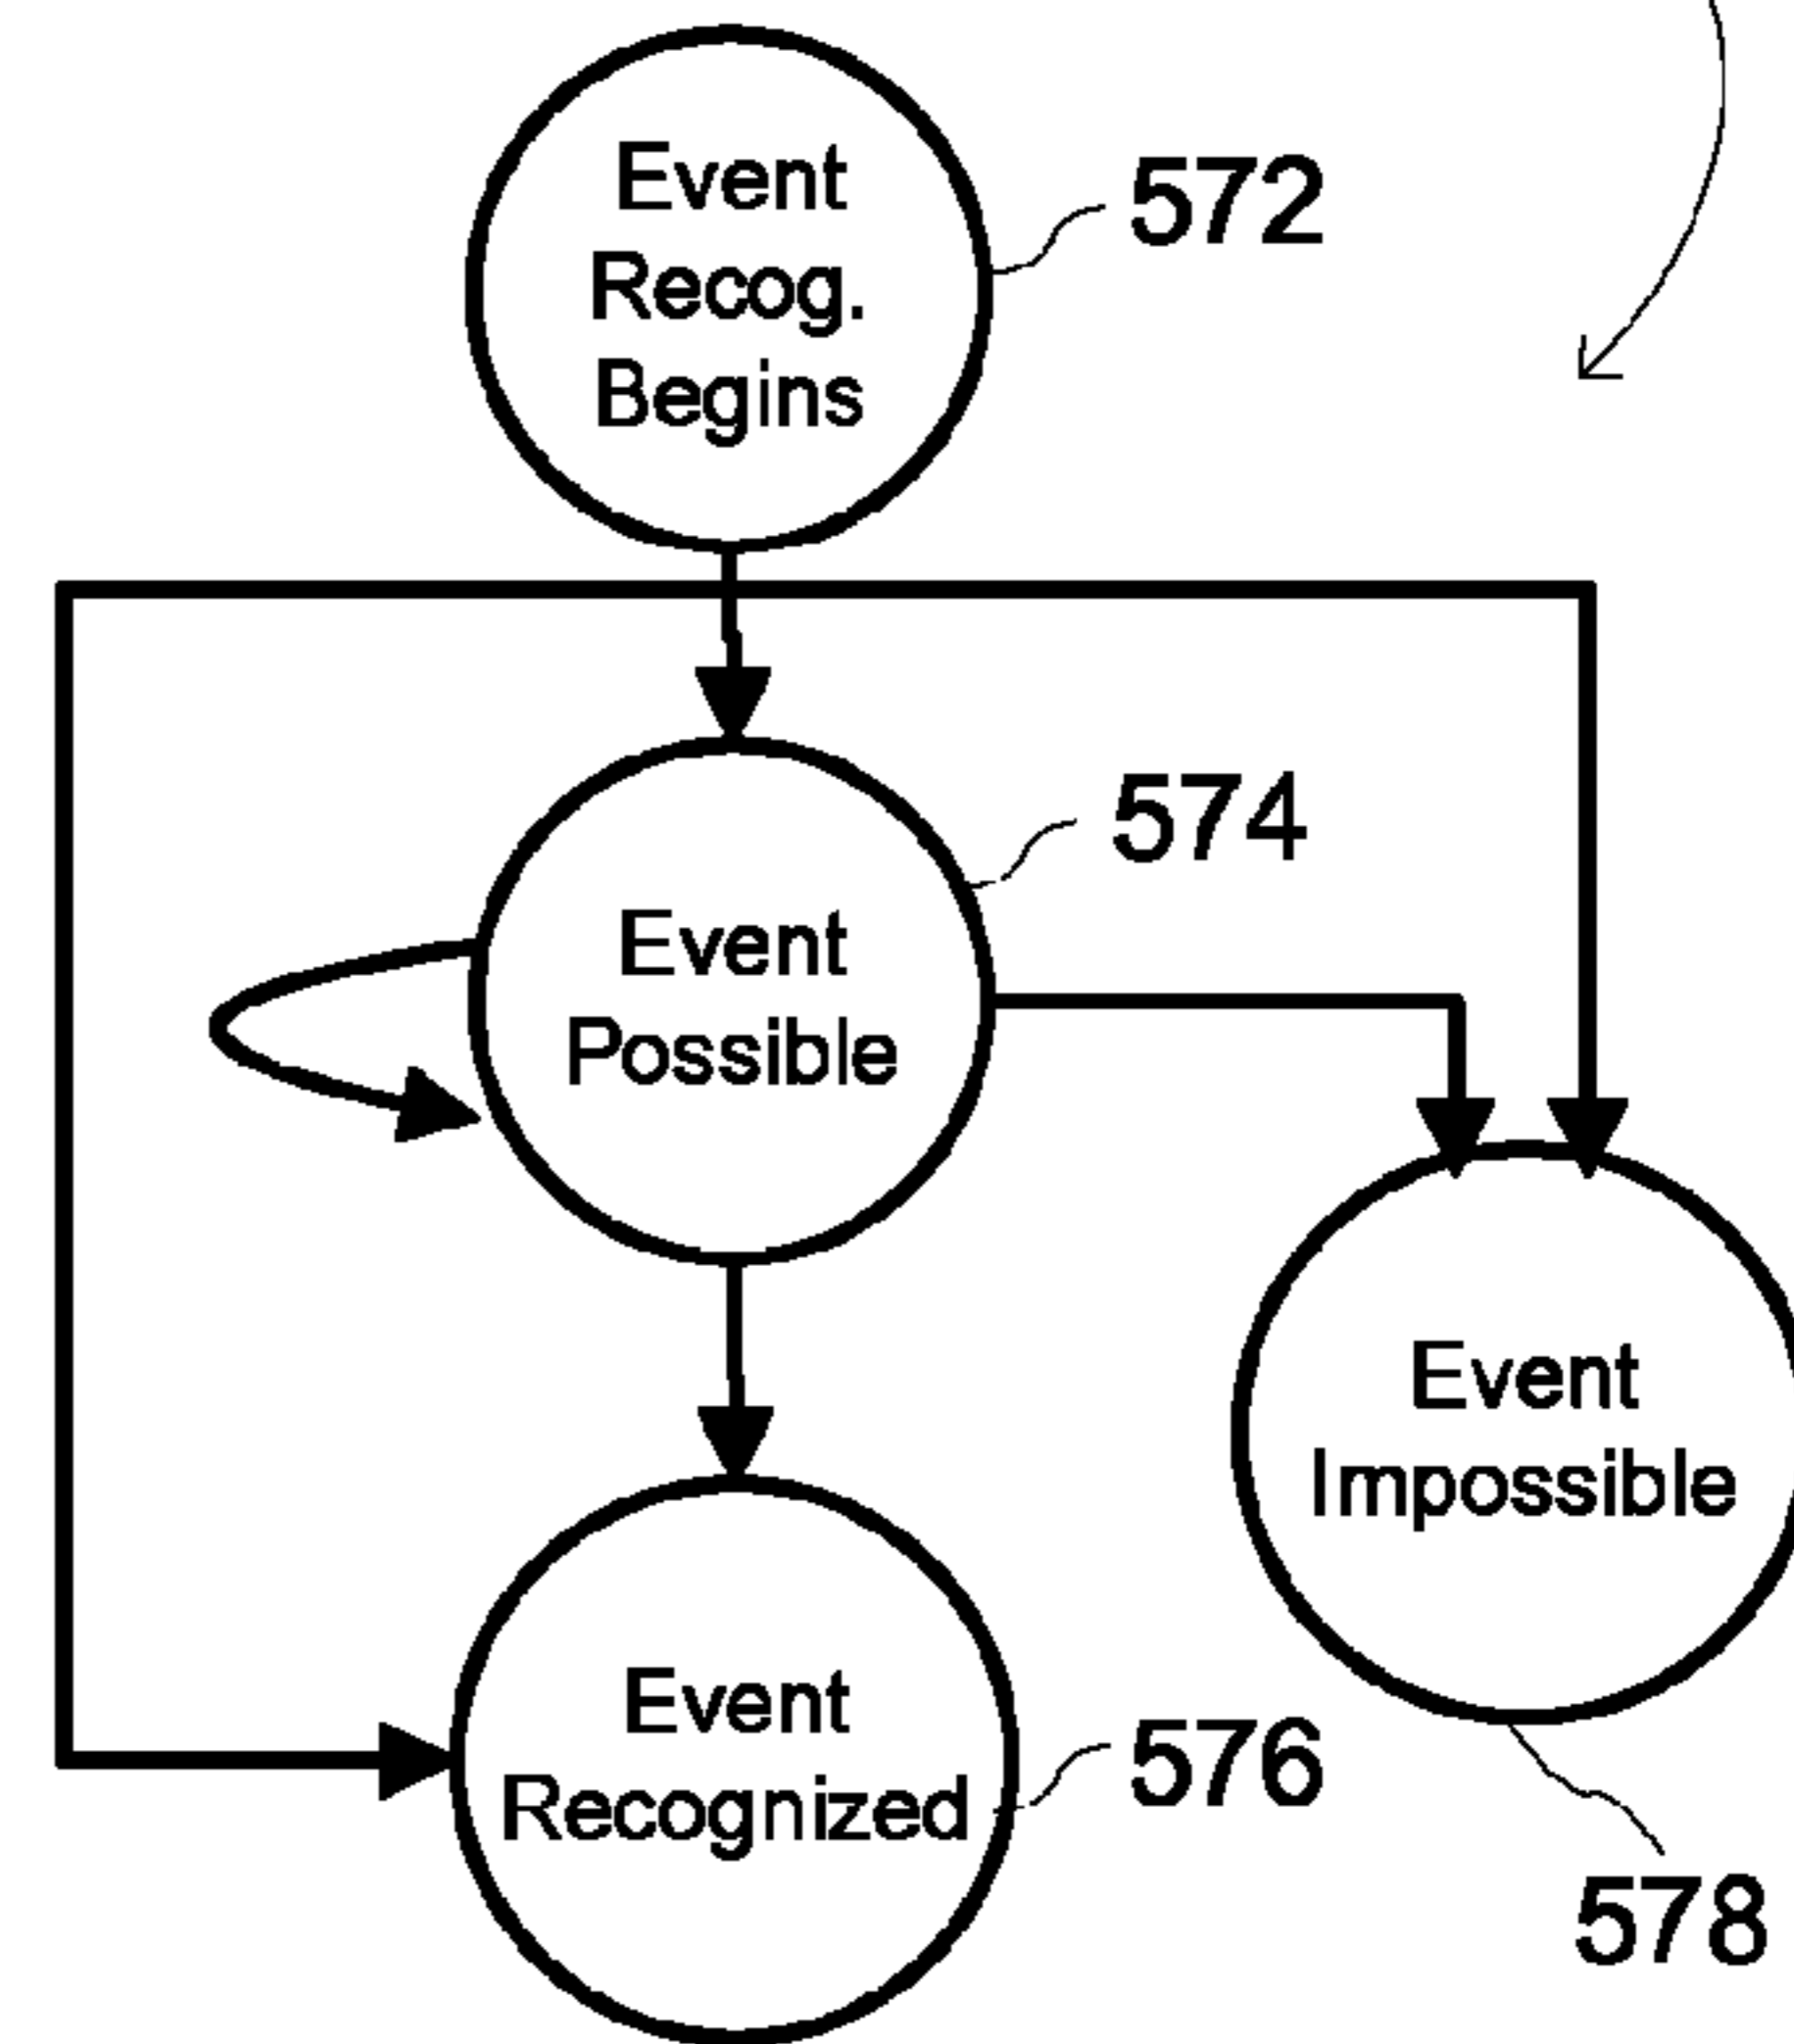 Event
Recog.
Begins
572
574
Event
Possible
Event
Impossible
Event
Recognized
576
578